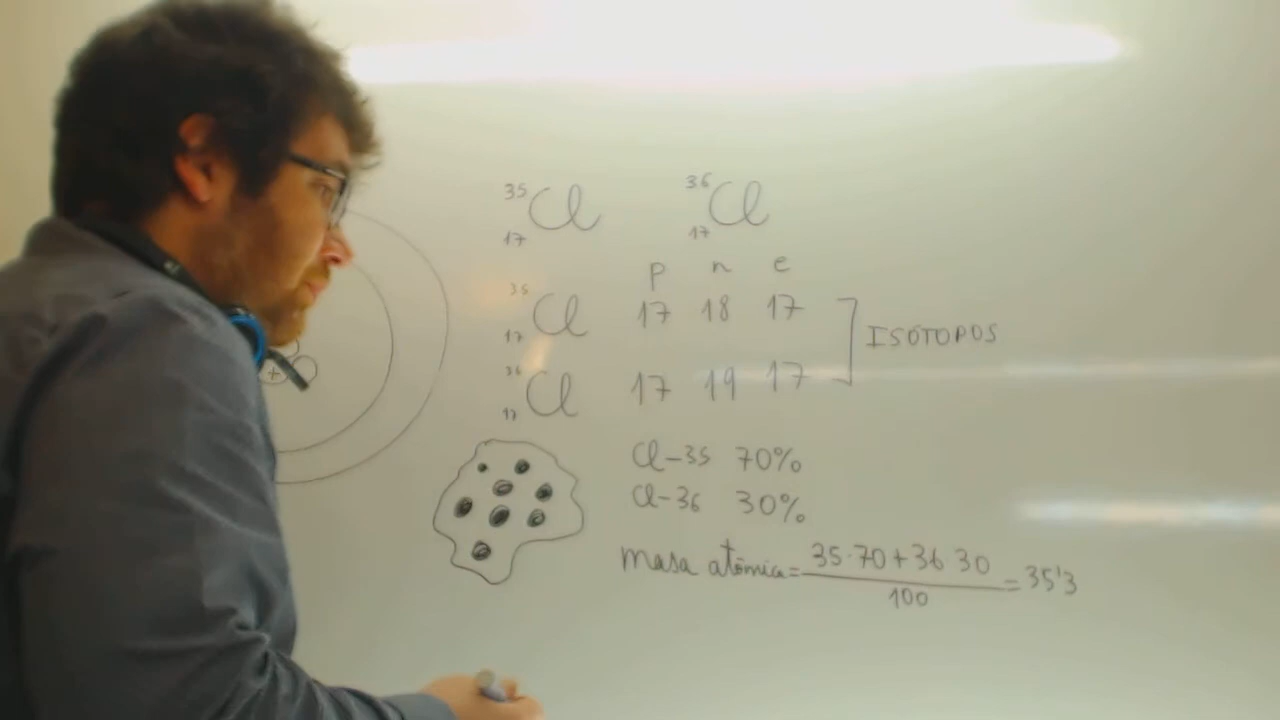 35 17 Cl 36 17 Cl
p n e
35 17 Cl 17 18 17
ISÓTOPOS
36 17 Cl 17 19 17
Cl-35 70%
Cl-36 30%
masa atómica = 35·70+36 30 / 100 = 35'3
+